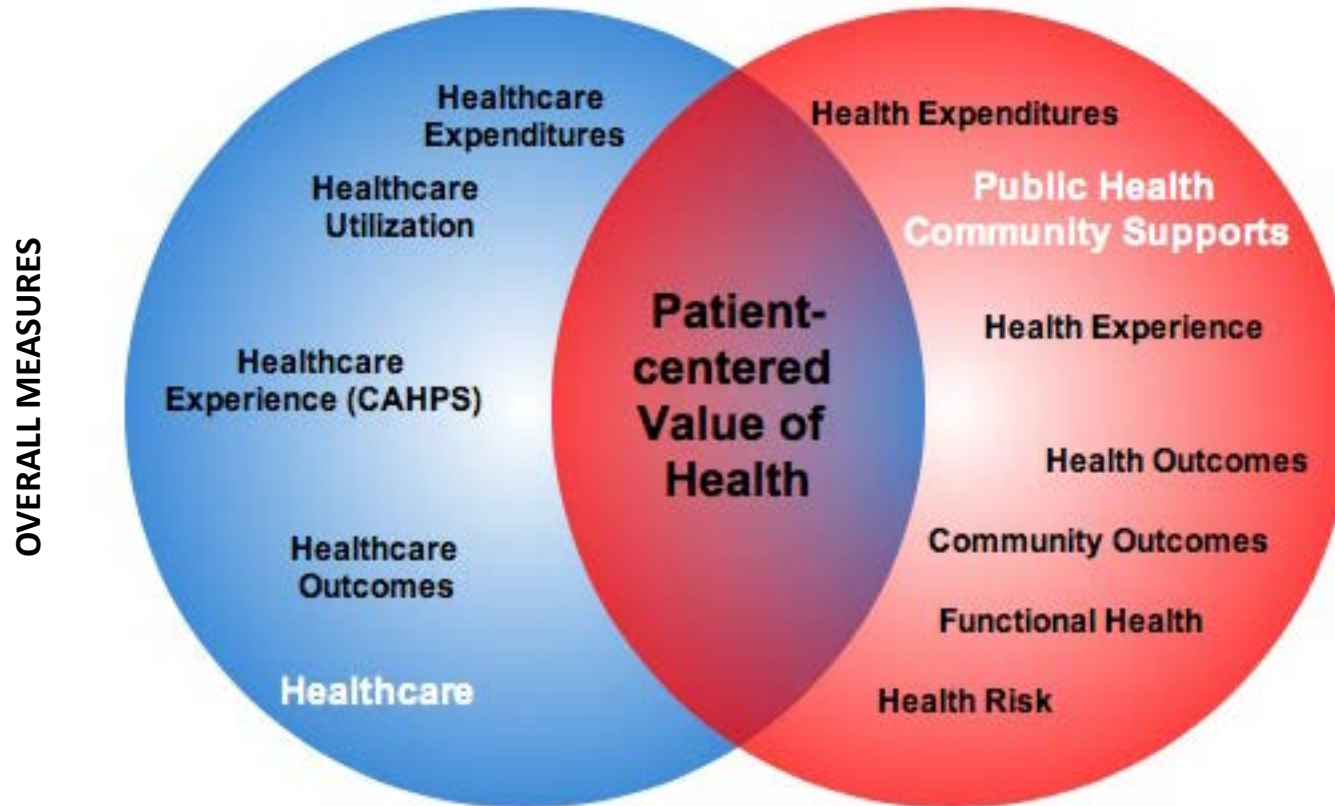 OVERALL MEASURES
Healthcare
Expenditures
Healthcare
Utilization
Healthcare
Experience (CAHPS)
Healthcare
Outcomes
Healthcare
Patient-
centered
Value of
Health
Health Expenditures
Public Health
Community Supports
Health Experience
Health Outcomes
Community Outcomes
Functional Health
Health Risk